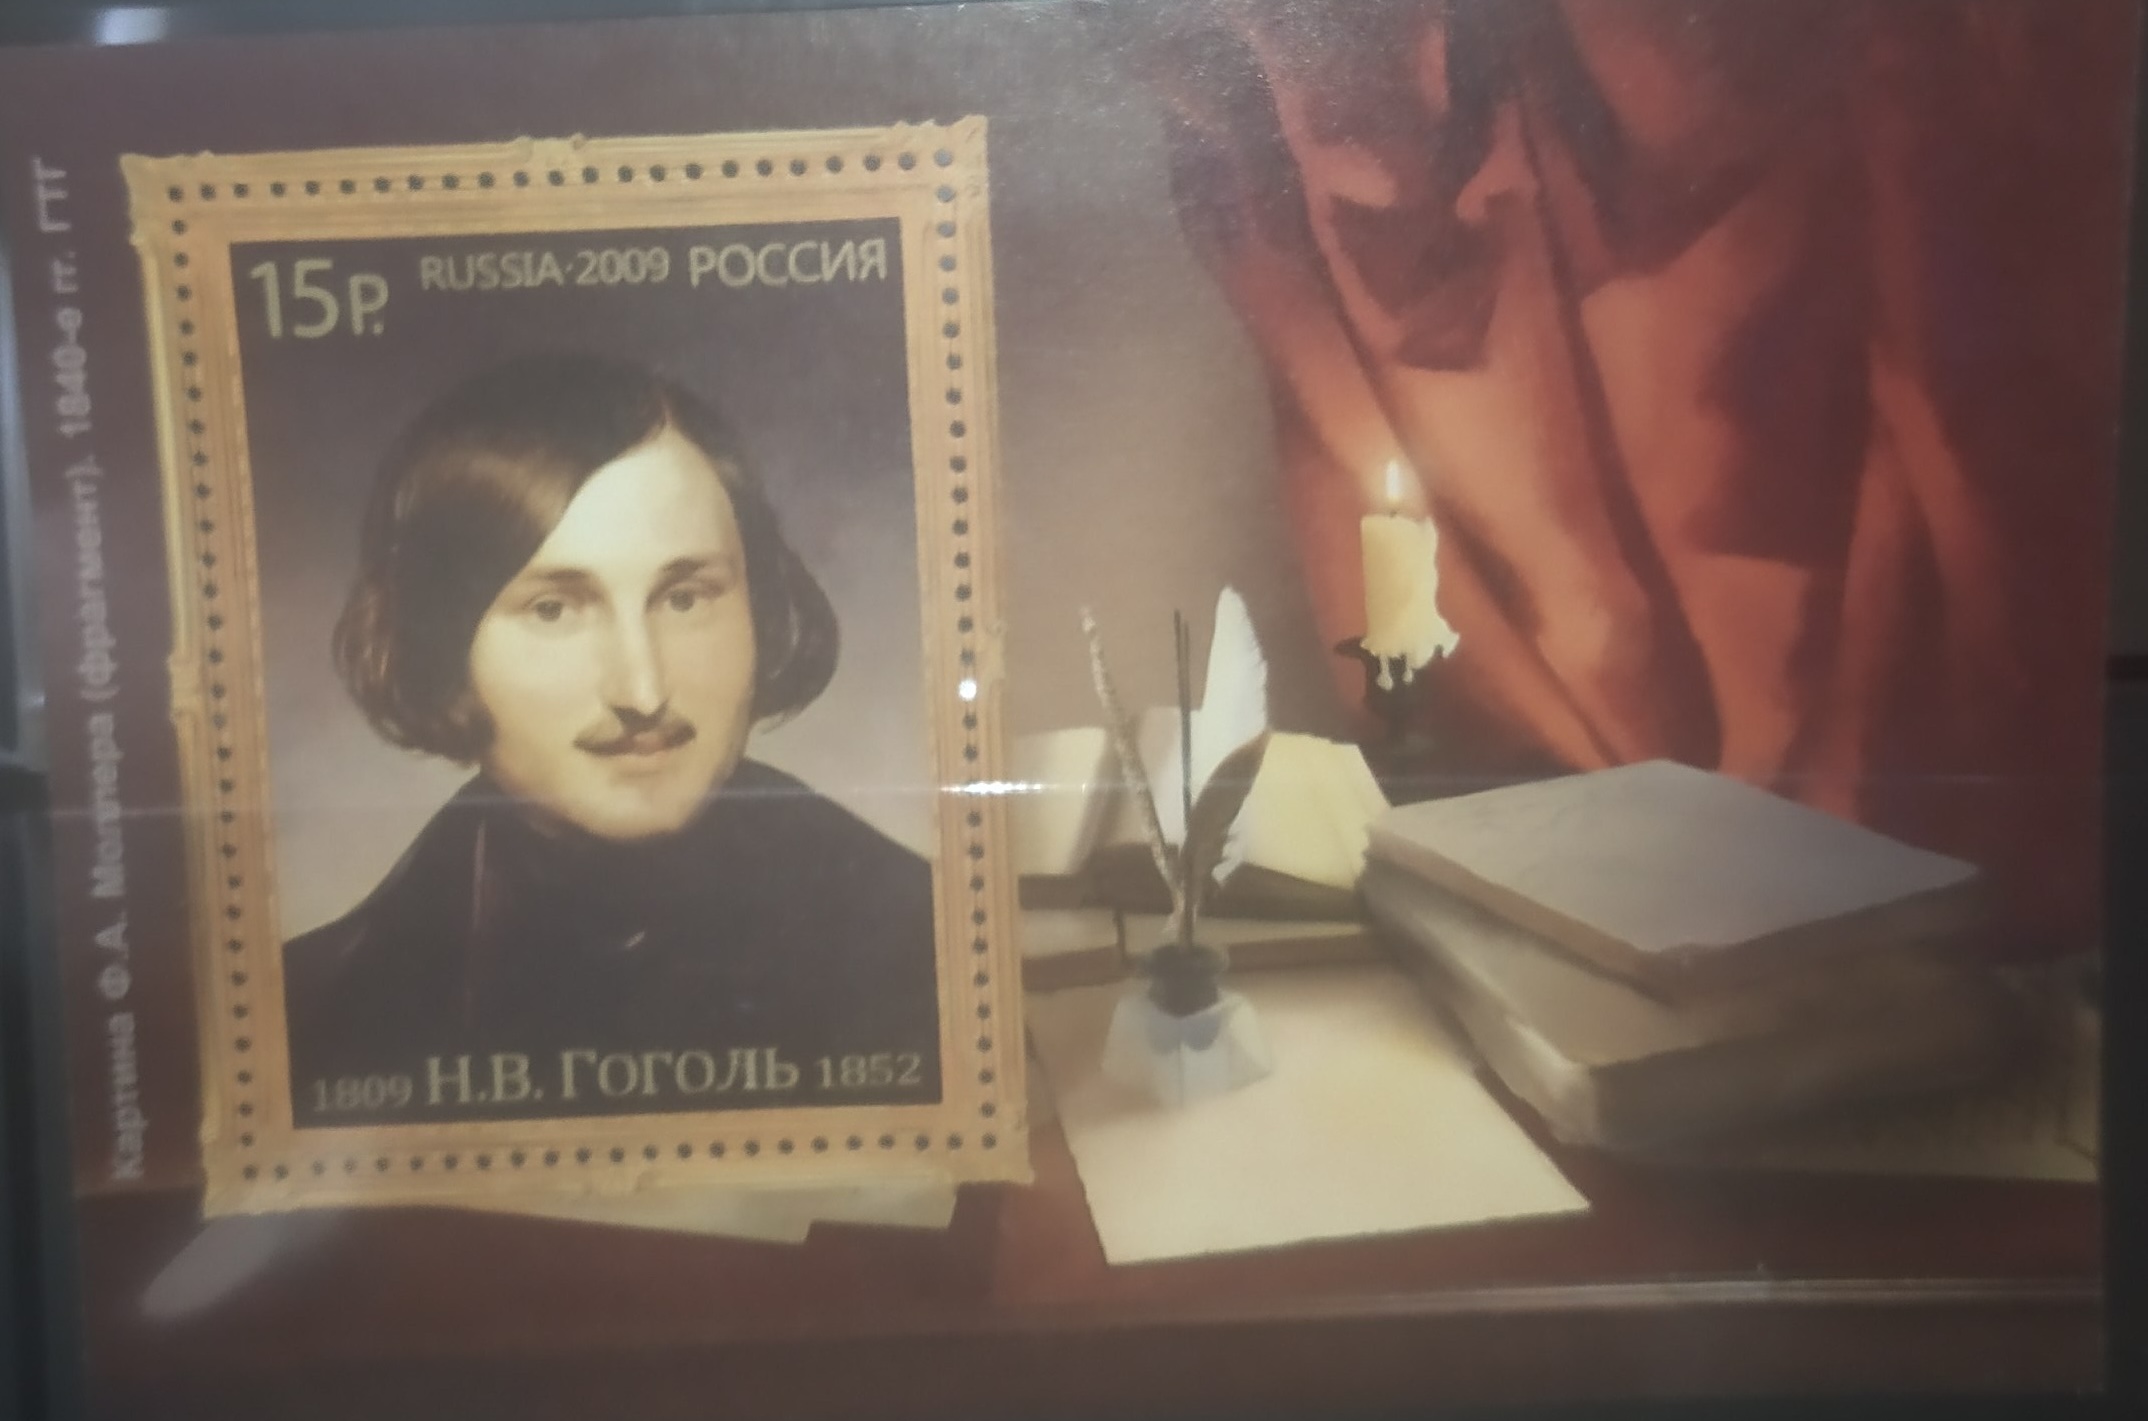 Картина Ф.А. Моллера (фрагмент). 1840-е гг. ГТГ
15р. RUSSIA·2009 РОССИЯ
1809 Н.В. ГОГОЛЬ 1852